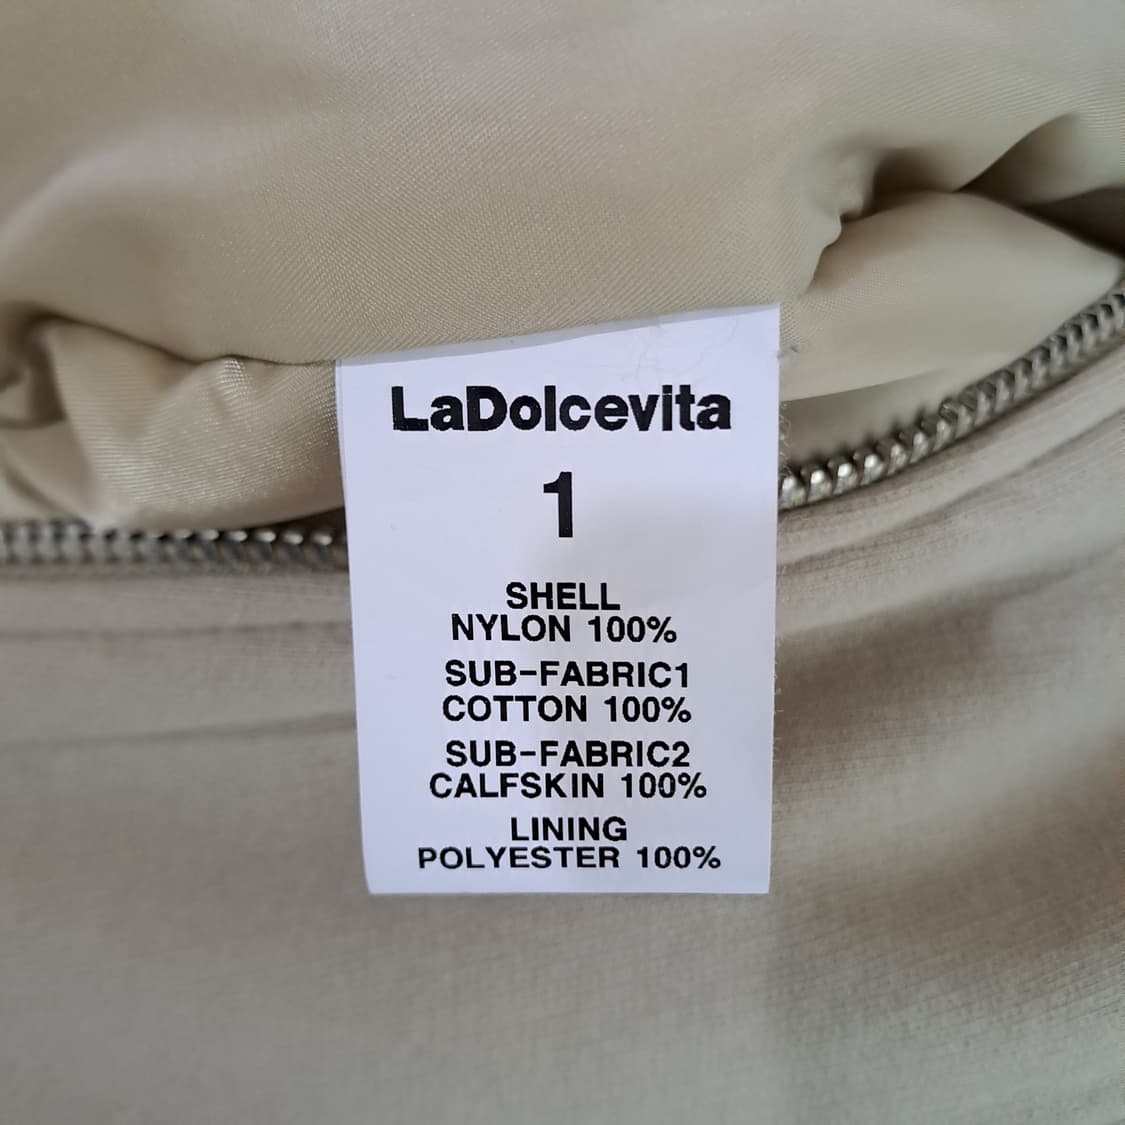 LaDolcevita
1
SHELL
NYLON 100%
SUB-FABRIC1
COTTON 100%
SUB-FABRIC2
CALFSKIN 100%
LINING
POLYESTER 100%